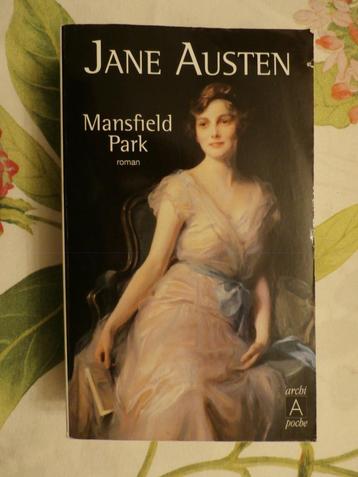 JANE AUSTEN
Mansfield
Park
roman
archi
A
poche